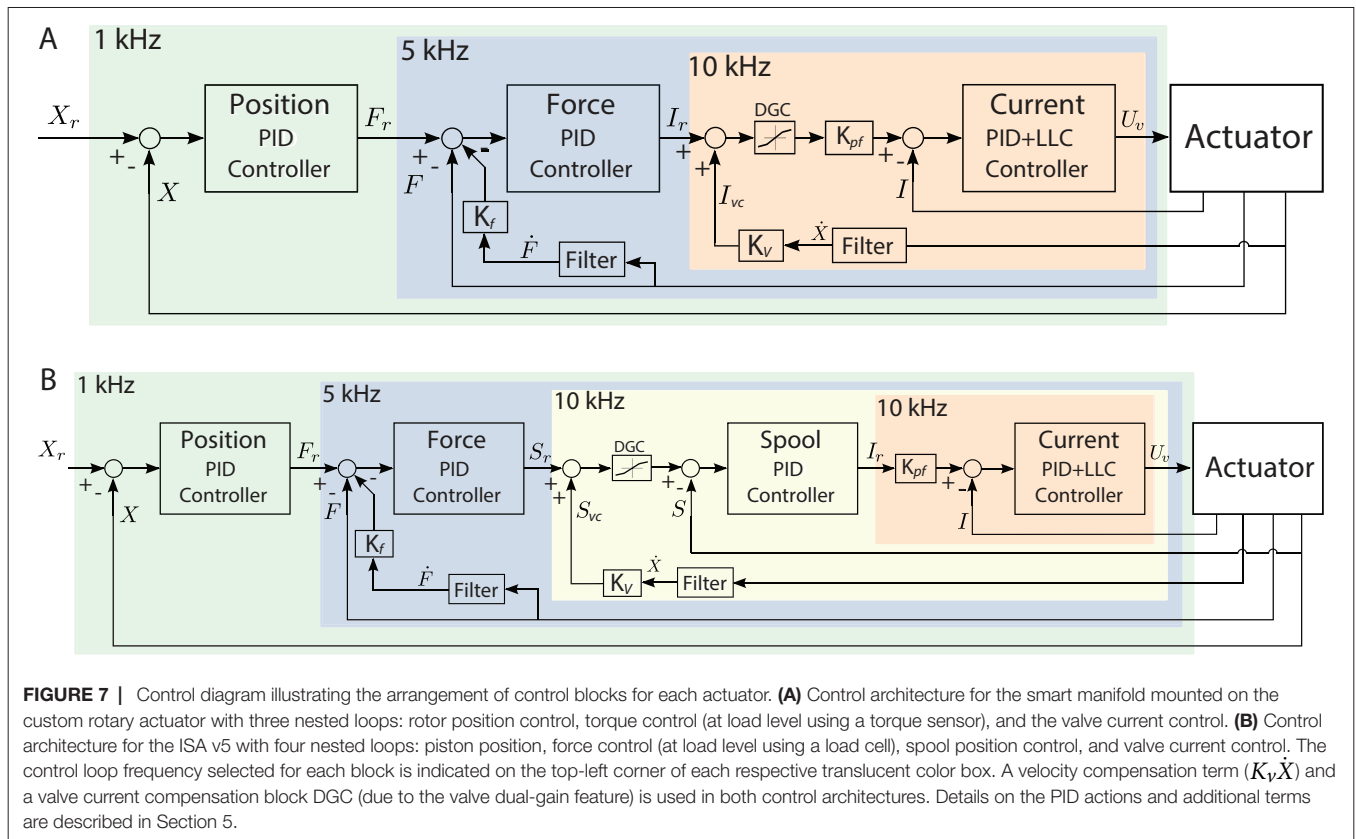 A
1 kHz
5 kHz
10 kHz
X_r
+
-
X
Position
PID
Controller
F_r
+
-
-
F
K_f
Ḟ
Filter
Force
PID
Controller
I_r
+
+
I_vc
DGC
K_pf
K_v
Ẋ
Filter
+
-
I
Current
PID+LLC
Controller
U_v
Actuator
B
1 kHz
5 kHz
10 kHz
10 kHz
X_r
+
-
X
Position
PID
Controller
F_r
+
-
-
F
K_f
Ḟ
Filter
Force
PID
Controller
S_r
+
+
S_vc
DGC
K_v
Ẋ
Filter
+
-
S
Spool
PID
Controller
I_r
K_pf
+
-
I
Current
PID+LLC
Controller
U_v
Actuator
FIGURE 7 | Control diagram illustrating the arrangement of control blocks for each actuator. (A) Control architecture for the smart manifold mounted on the
custom rotary actuator with three nested loops: rotor position control, torque control (at load level using a torque sensor), and the valve current control. (B) Control
architecture for the ISA v5 with four nested loops: piston position, force control (at load level using a load cell), spool position control, and valve current control. The
control loop frequency selected for each block is indicated on the top-left corner of each respective translucent color box. A velocity compensation term (K_vẊ) and
a valve current compensation block DGC (due to the valve dual-gain feature) is used in both control architectures. Details on the PID actions and additional terms
are described in Section 5.